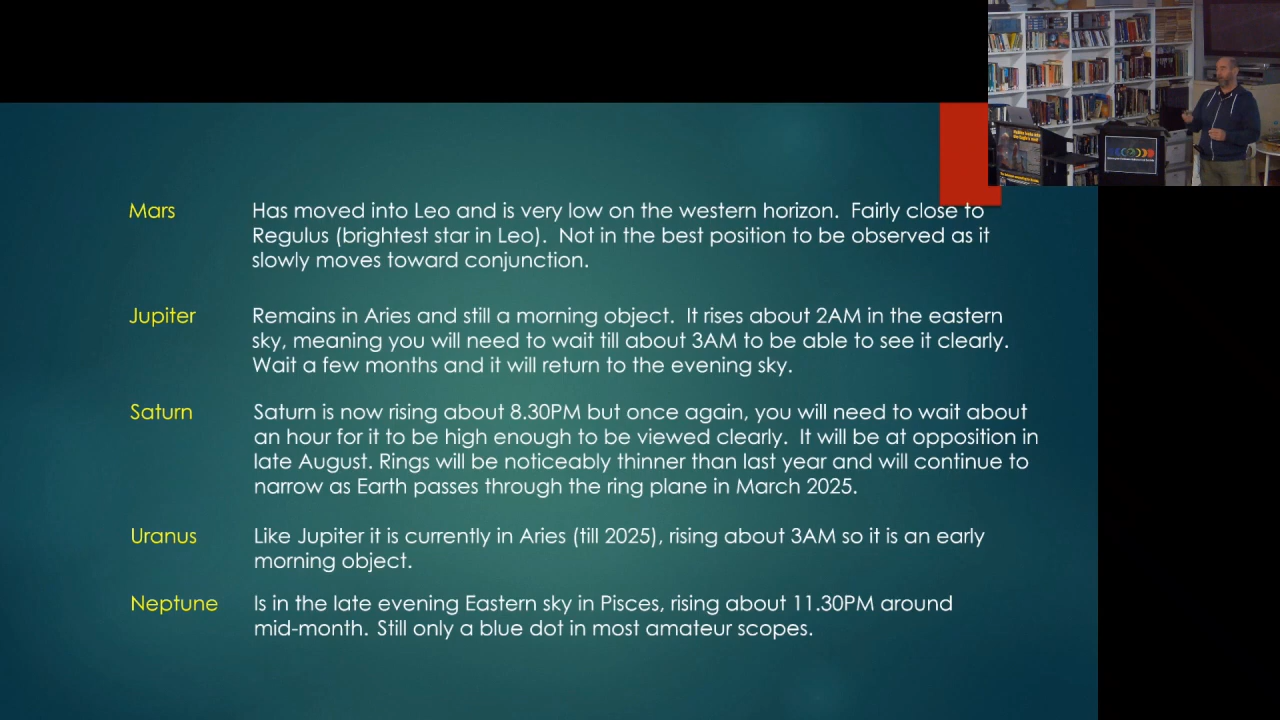 Mars
Has moved into Leo and is very low on the western horizon.  Fairly close to
Regulus (brightest star in Leo).  Not in the best position to be observed as it
slowly moves toward conjunction.
Jupiter
Remains in Aries and still a morning object.  It rises about 2AM in the eastern
sky, meaning you will need to wait till about 3AM to be able to see it clearly.
Wait a few months and it will return to the evening sky.
Saturn
Saturn is now rising about 8.30PM but once again, you will need to wait about
an hour for it to be high enough to be viewed clearly.  It will be at opposition in
late August. Rings will be noticeably thinner than last year and will continue to
narrow as Earth passes through the ring plane in March 2025.
Uranus
Like Jupiter it is currently in Aries (till 2025), rising about 3AM so it is an early
morning object.
Neptune
Is in the late evening Eastern sky in Pisces, rising about 11.30PM around
mid-month. Still only a blue dot in most amateur scopes.